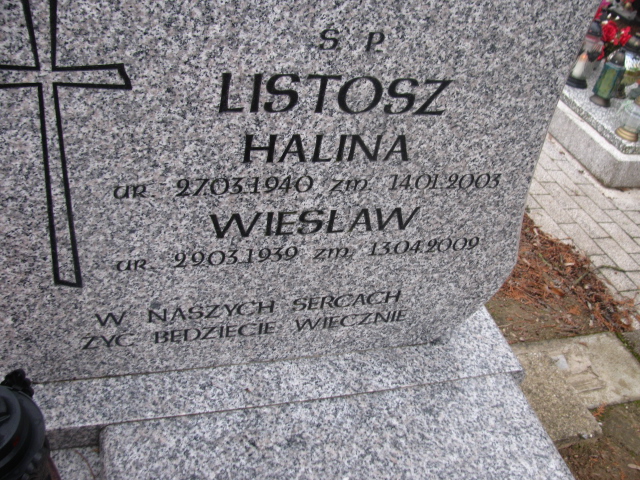 Ś P.
LISTOSZ
HALINA
ur. 27.03.1940 zm. 14.01.2003
WIESŁAW
ur. 29.03.1939 zm. 13.04.2009
W NASZYCH SERCACH
ŻYĆ BĘDZIECIE WIECZNIE